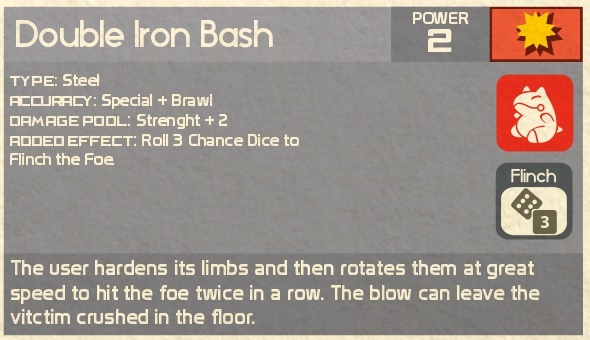 Double Iron Bash
POWER
2
TYPE: Steel
ACCURACY: Special + Brawl
DAMAGE POOL: Strenght + 2
ADDED EFFECT: Roll 3 Chance Dice to
Flinch the Foe
Flinch
3
The user hardens its limbs and then rotates them at great
speed to hit the foe twice in a row. The blow can leave the
vitctim crushed in the floor.